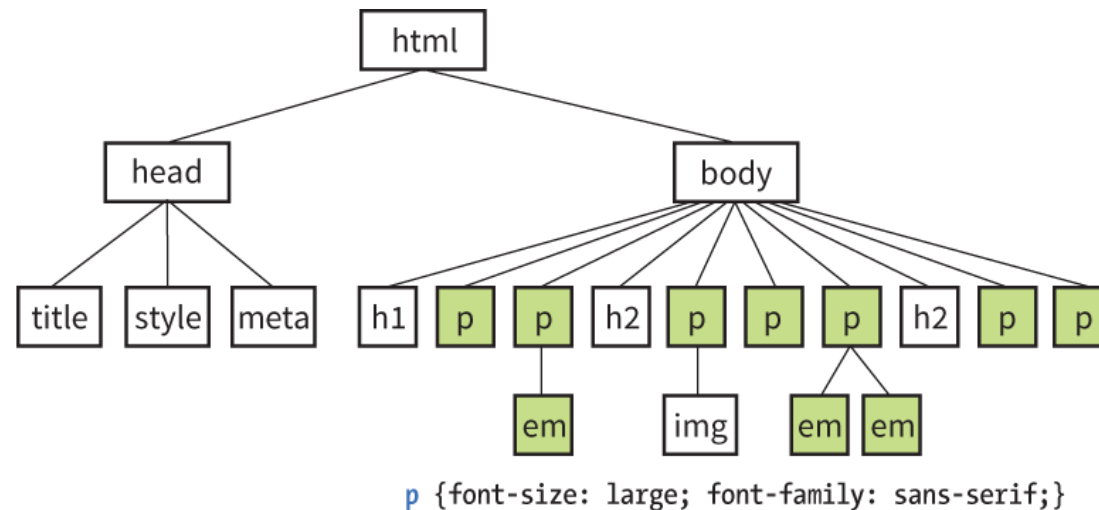 html
head body
title style meta h1 p p h2 p p p h2 p p
em img em em
p {font-size: large; font-family: sans-serif;}